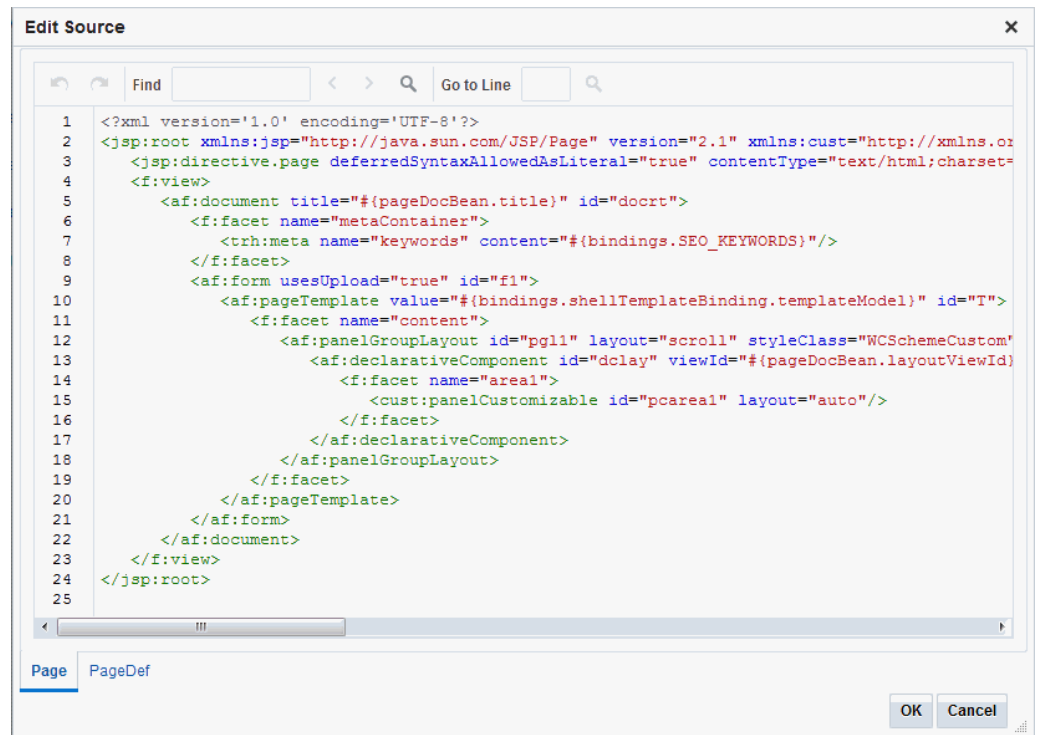 Edit Source
Find Go to Line
1 <?xml version='1.0' encoding='UTF-8'?>
2 <jsp:root xmlns:jsp="http://java.sun.com/JSP/Page" version="2.1" xmlns:cust="http://xmlns.or
3 <jsp:directive.page deferredSyntaxAllowedAsLiteral="true" contentType="text/html;charset=
4 <f:view>
5 <af:document title="#{pageDocBean.title}" id="docrt">
6 <f:facet name="metaContainer">
7 <trh:meta name="keywords" content="#{bindings.SEO_KEYWORDS}"/>
8 </f:facet>
9 <af:form usesUpload="true" id="f1">
10 <af:pageTemplate value="#{bindings.shellTemplateBinding.templateModel}" id="T">
11 <f:facet name="content">
12 <af:panelGroupLayout id="pgl1" layout="scroll" styleClass="WCSchemeCustom"
13 <af:declarativeComponent id="dclay" viewId="#{pageDocBean.layoutViewId}
14 <f:facet name="area1">
15 <cust:panelCustomizable id="pcarea1" layout="auto"/>
16 </f:facet>
17 </af:declarativeComponent>
18 </af:panelGroupLayout>
19 </f:facet>
20 </af:pageTemplate>
21 </af:form>
22 </af:document>
23 </f:view>
24 </jsp:root>
25
Page PageDef
OK Cancel